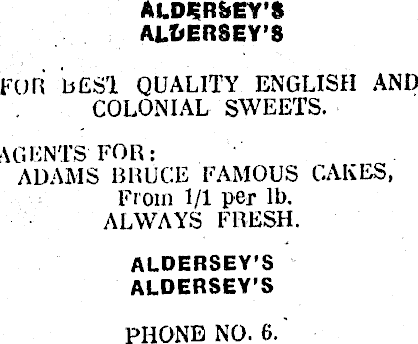 ALDERSEY'S
ALDERSEY'S
FOR BEST QUALITY ENGLISH AND
COLONIAL SWEETS.
AGENTS FOR:
ADAMS BRUCE FAMOUS CAKES,
From 1/1 per lb.
ALWAYS FRESH.
ALDERSEY'S
ALDERSEY'S
PHONE NO. 6.